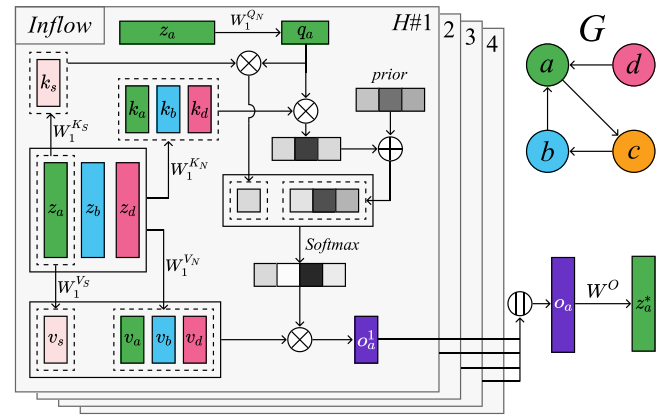 Inflow
z_a
W_1^{Q_N}
q_a
H#1
2
3
4
G
k_s
prior
a
d
k_a
k_b
k_d
W_1^{K_S}
b
c
W_1^{K_N}
z_a
z_b
z_d
Softmax
W_1^{V_S}
W_1^{V_N}
v_s
v_a
v_b
v_d
o_a^1
o_a
W^O
z_a^*